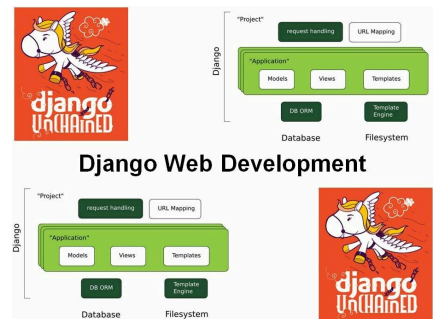 django
UNCHAINED
"Project"
request handling
URL Mapping
Django
"Application"
Models
Views
Templates
DB ORM
Template
Engine
Database
Filesystem
Django Web Development
"Project"
request handling
URL Mapping
Django
"Application"
Models
Views
Templates
DB ORM
Template
Engine
Database
Filesystem
django
UNCHAINED